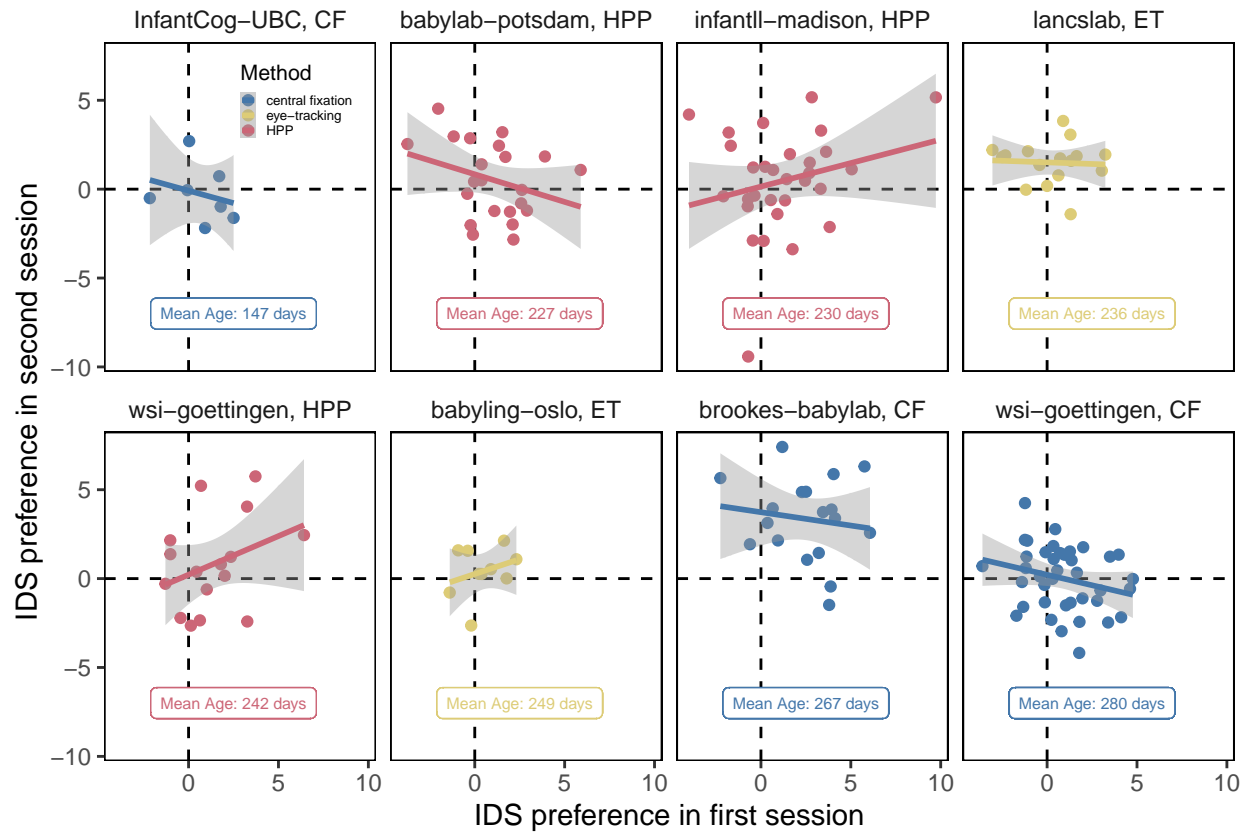 InfantCog−UBC, CF
babylab−potsdam, HPP
infantll−madison, HPP
lancslab, ET
Method
central fixation
eye−tracking
HPP
5
0
−5
−10
Mean Age: 147 days
Mean Age: 227 days
Mean Age: 230 days
Mean Age: 236 days
wsi−goettingen, HPP
babyling−oslo, ET
brookes−babylab, CF
wsi−goettingen, CF
5
0
−5
−10
Mean Age: 242 days
Mean Age: 249 days
Mean Age: 267 days
Mean Age: 280 days
0 5 10
0 5 10
0 5 10
0 5 10
IDS preference in first session
IDS preference in second session